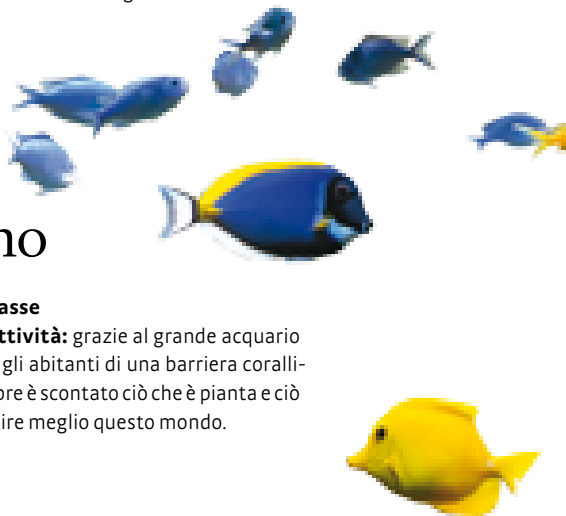 no
asse
ttività: grazie al grande acquario
gli abitanti di una barriera coralli-
bre è scontato ciò che è pianta e ciò
ire meglio questo mondo.